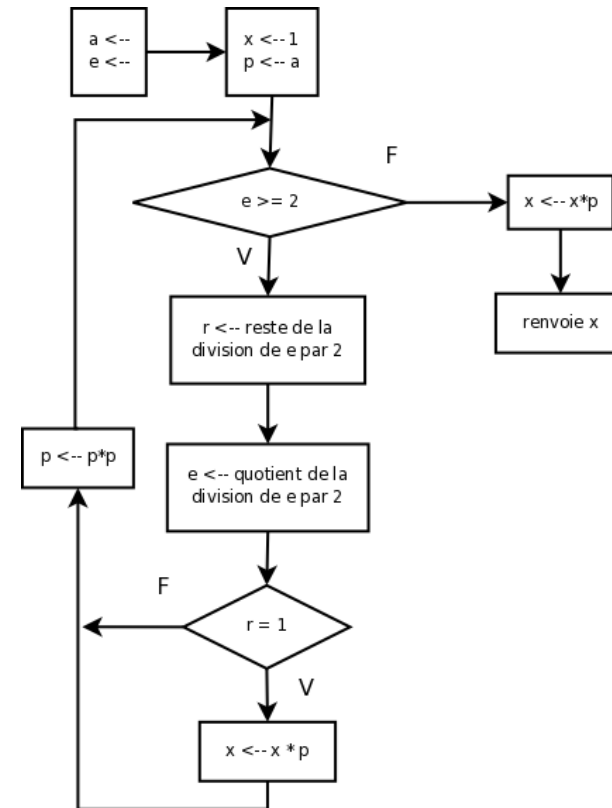 a <--
e <--
x <-- 1
p <-- a
e >= 2
F
x <-- x*p
renvoie x
V
r <-- reste de la
division de e par 2
e <-- quotient de la
division de e par 2
p <-- p*p
r = 1
F
V
x <-- x * p